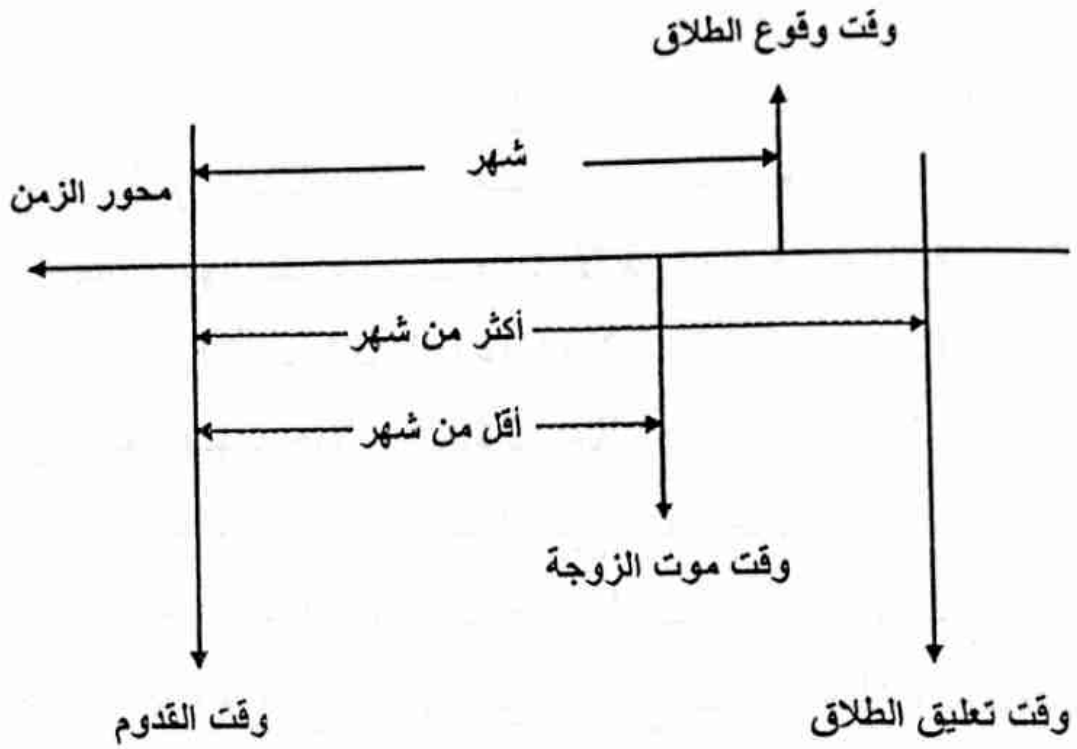 وقت وقوع الطلاق
شهر
محور الزمن
أكثر من شهر
أقل من شهر
وقت موت الزوجة
وقت تعليق الطلاق
وقت القدوم